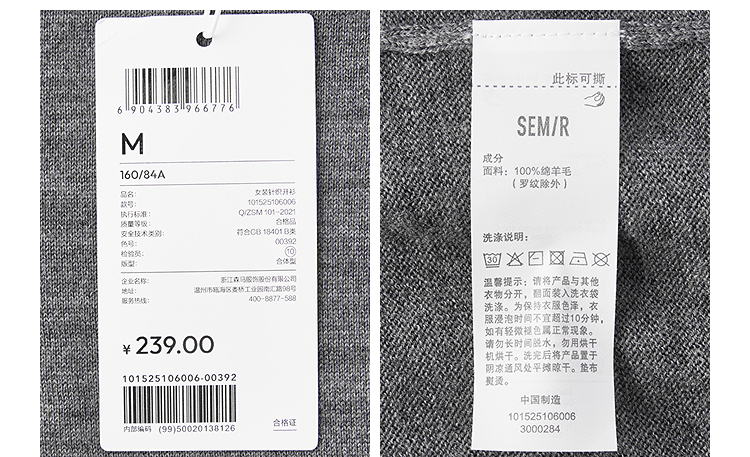 6 904383 966776
M
160/84A
品名: 女装针织开衫
款号: 101525106006
执行标准: Q/ZSM 101-2021
质量等级: 合格品
安全技术类别: 符合GB 18401 B类
色号: 00392
检验员: 10
版型: 合体型
企业名称: 浙江森马服饰股份有限公司
地址: 温州市瓯海区娄桥工业园南汇路98号
服务热线: 400-8877-588
¥ 239.00
101525106006-00392
内部编码 (99)50020138126
合格证
此标可撕
SEM/R
成分
面料: 100%绵羊毛
(罗纹除外)
洗涤说明:
30
温馨提示: 请将产品与其他
衣物分开,翻面装入洗衣袋
洗涤。为保持衣服色泽,衣
服浸泡时间不宜超过10分钟,
如有轻微褪色属正常现象。
请勿长时间脱水,勿用烘干
机烘干。洗完后将产品置于
阴凉通风处平摊晾干。垫布
熨烫。
中国制造
101525106006
3000284